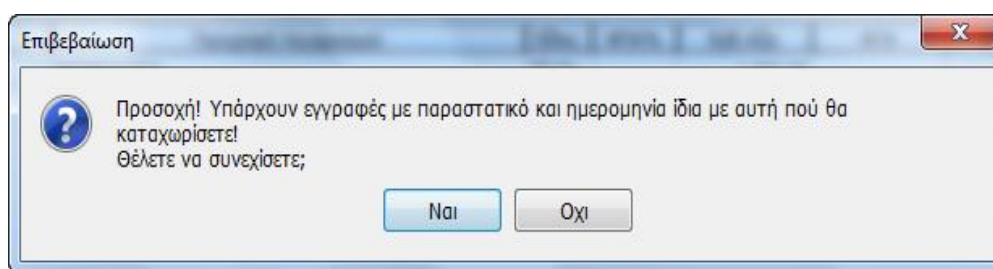 Επιβεβαίωση
Προσοχή! Υπάρχουν εγγραφές με παραστατικό και ημερομηνία ίδια με αυτή πού θα
καταχωρίσετε!
Θέλετε να συνεχίσετε;
Ναι
Οχι